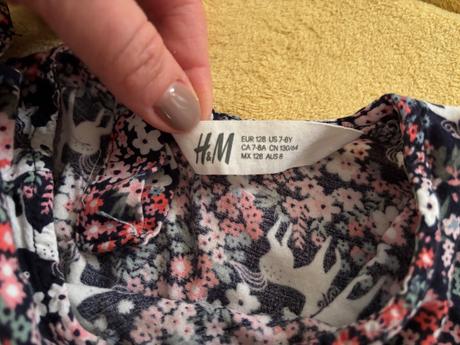 H&M
EUR 128 US 7-8Y
CA 7-8A CN 130/64
MX 128 AUS 8